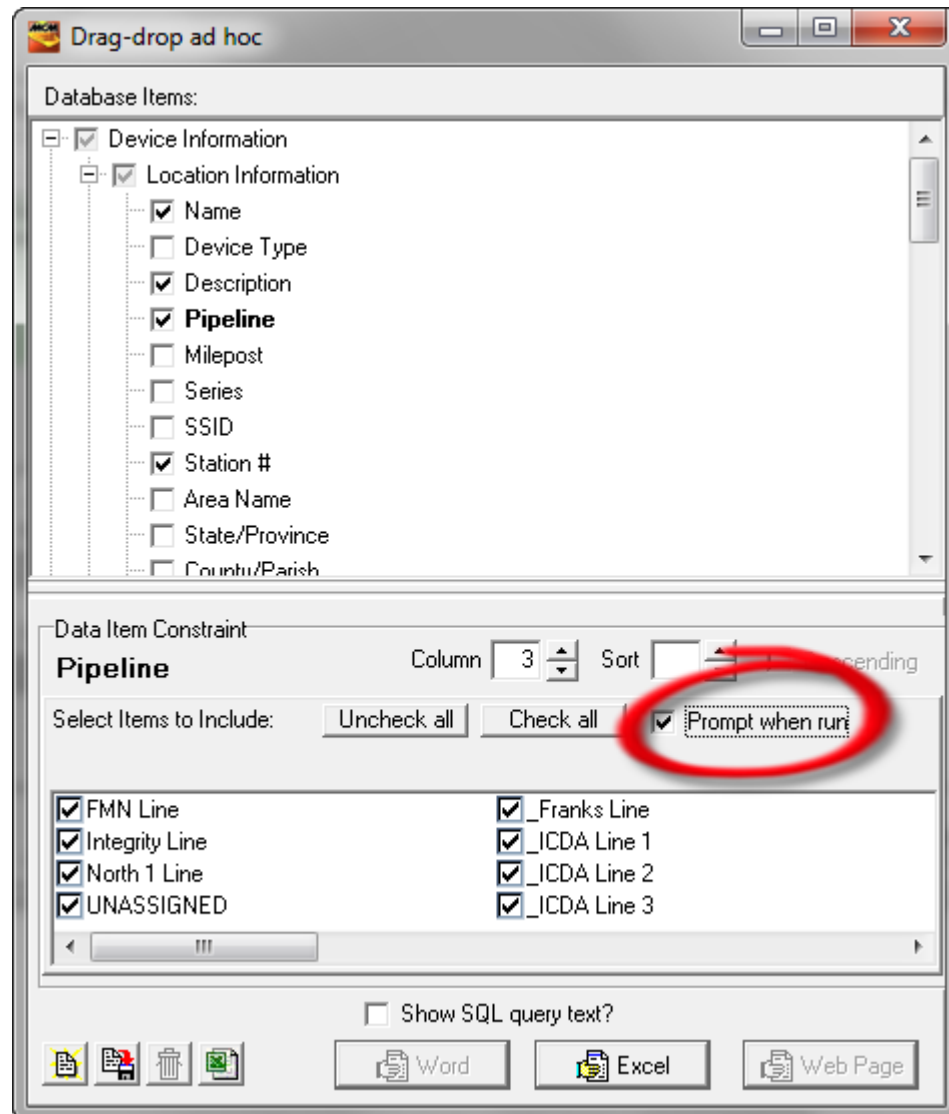 MCM Drag-drop ad hoc
Database Items:
Device Information
Location Information
Name
Device Type
Description
Pipeline
Milepost
Series
SSID
Station #
Area Name
State/Province
County/Parish
Data Item Constraint
Pipeline Column 3 Sort
Select Items to Include: Uncheck all Check all Prompt when run
FMN Line _Franks Line
Integrity Line _ICDA Line 1
North 1 Line _ICDA Line 2
UNASSIGNED _ICDA Line 3
Show SQL query text?
Word Excel Web Page